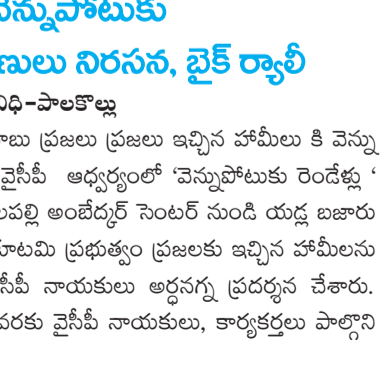 వెన్నుపోటుకు
ణులు నిరసన, బైక్ ర్యాలీ
నిధి-పాలకొల్లు
ాబు ప్రజలు ప్రజలు ఇచ్చిన హామీలు కి వెన్ను
వైసీపీ ఆధ్వర్యంలో ‘వెన్నుపోటుకు రెండేళ్లు ‘
లపల్లి అంబేద్కర్ సెంటర్ నుండి యడ్ల బజారు
కూటమి ప్రభుత్వం ప్రజలకు ఇచ్చిన హామీలను
సీపీ నాయకులు అర్ధనగ్న ప్రదర్శన చేశారు.
వరకు వైసీపీ నాయకులు, కార్యకర్తలు పాల్గొని